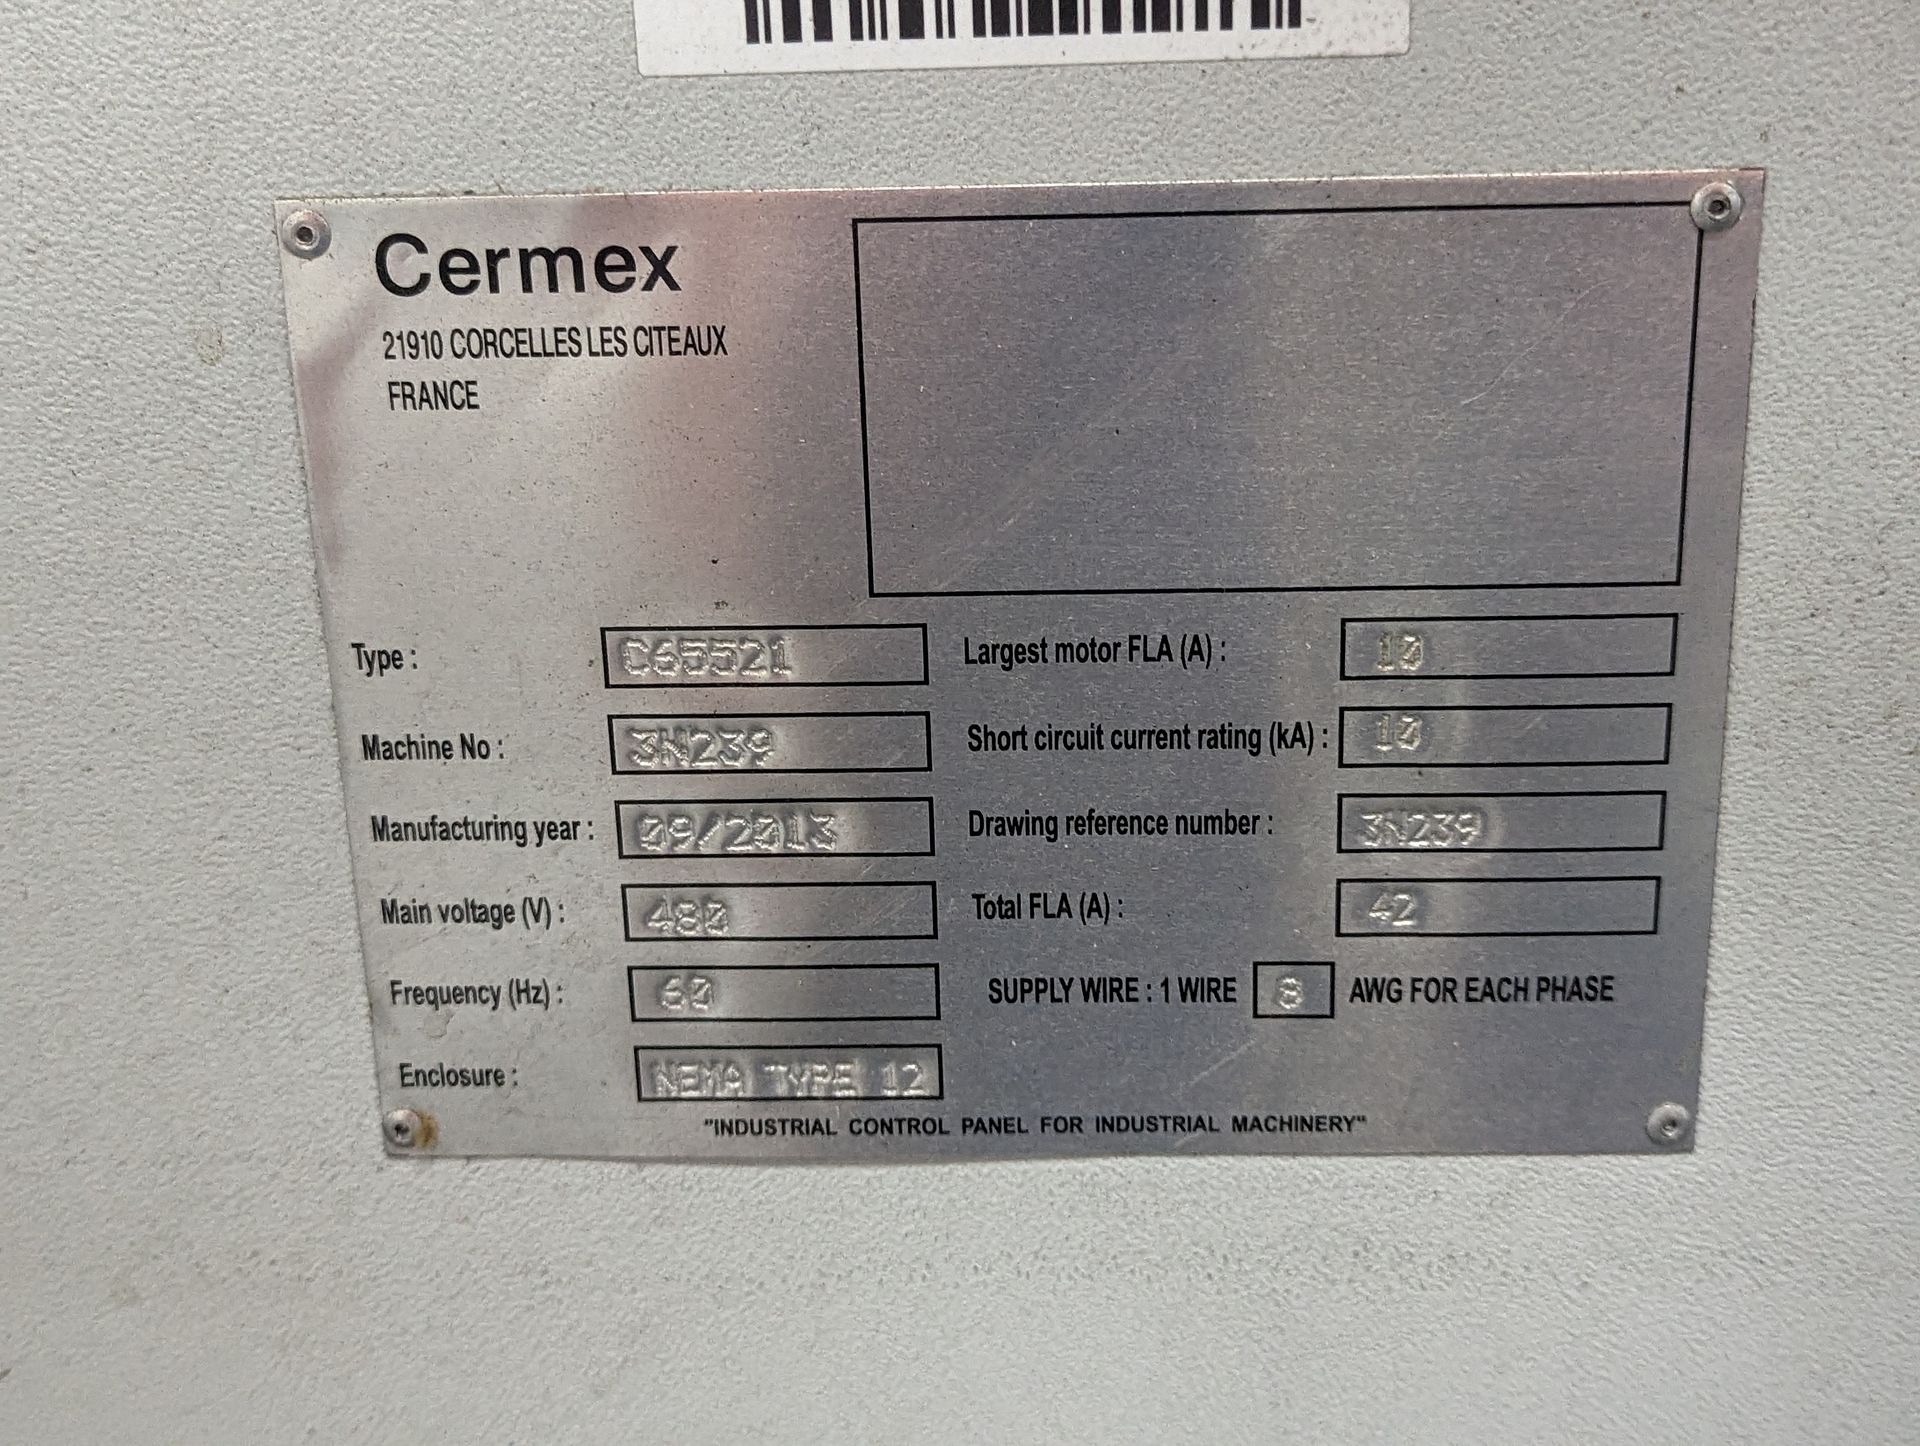 Cermex
21910 CORCELLES LES CITEAUX
FRANCE
Type : C65521
Machine No : 3N239
Manufacturing year : 09/2013
Main voltage (V) : 480
Frequency (Hz) : 60
Enclosure : NEMA TYPE 12
Largest motor FLA (A) : 10
Short circuit current rating (kA) : 10
Drawing reference number : 3N239
Total FLA (A) : 42
SUPPLY WIRE : 1 WIRE 8 AWG FOR EACH PHASE
"INDUSTRIAL CONTROL PANEL FOR INDUSTRIAL MACHINERY"